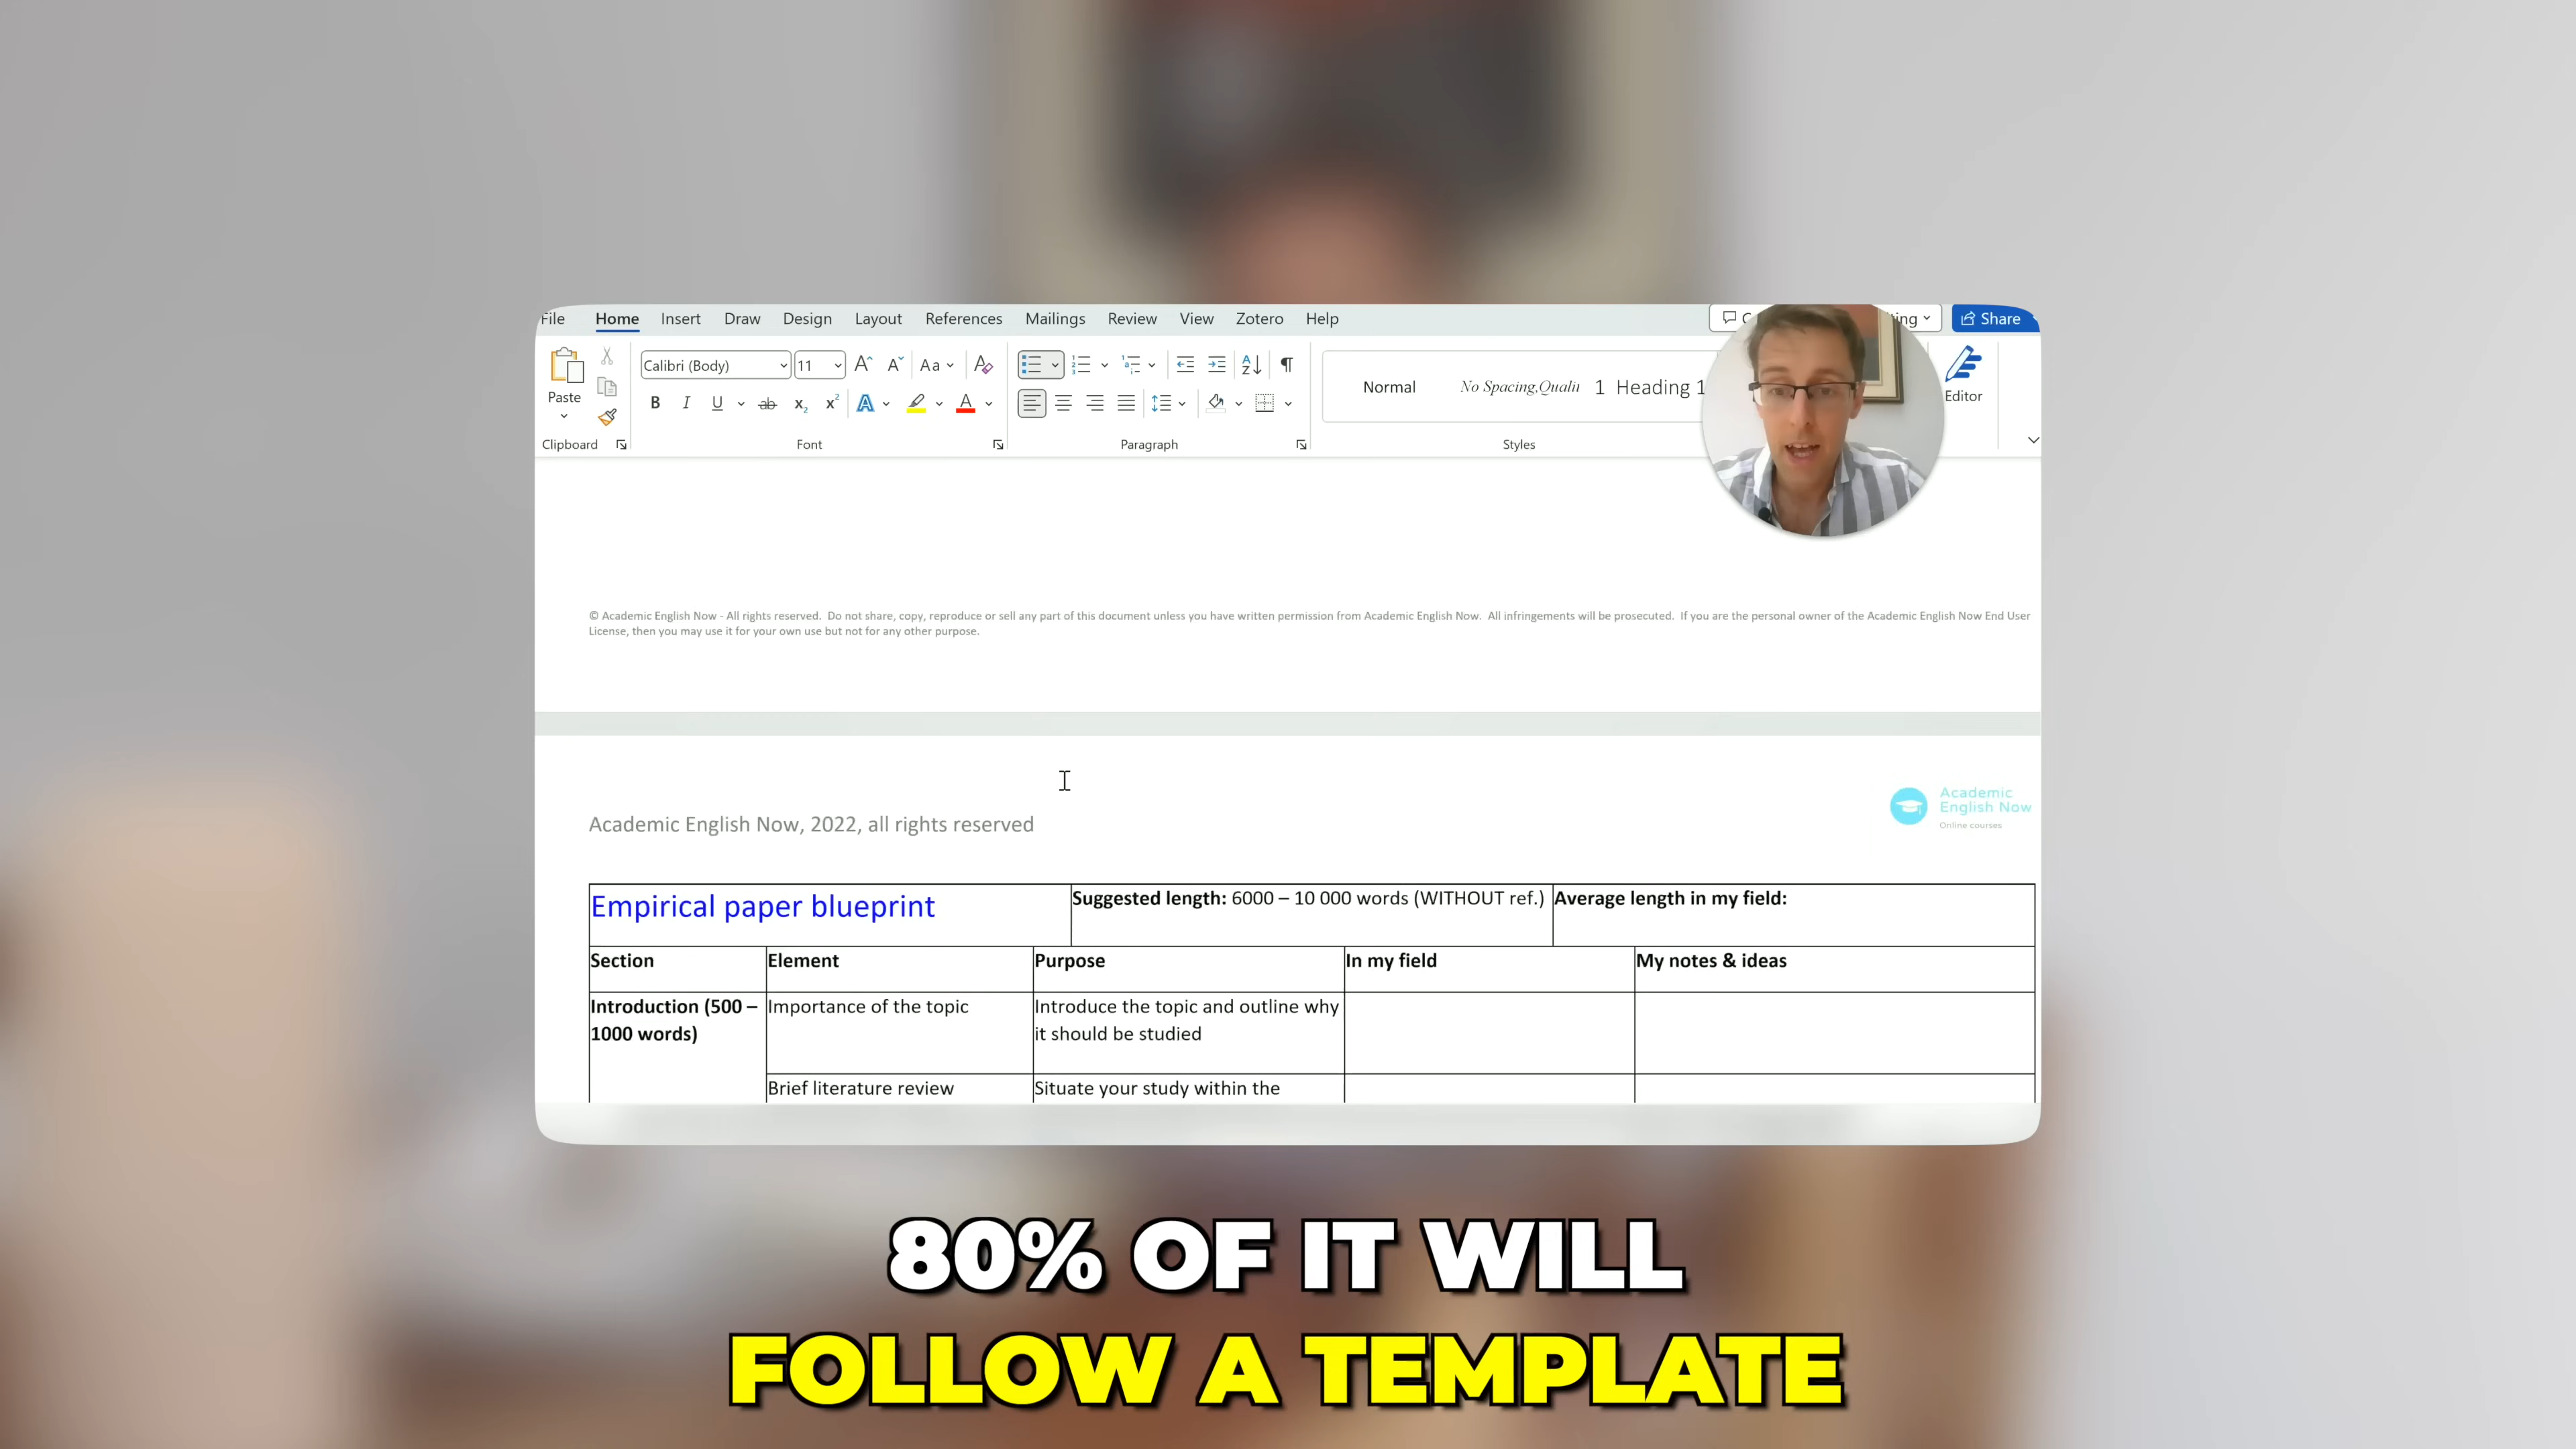 File Home Insert Draw Design Layout References Mailings Review View Zotero Help
Share
Calibri (Body) 11
Paste
Normal No Spacing,Qualit 1 Heading 1
Editor
Clipboard Font Paragraph Styles
© Academic English Now - All rights reserved. Do not share, copy, reproduce or sell any part of this document unless you have written permission from Academic English Now. All infringements will be prosecuted. If you are the personal owner of the Academic English Now End User
License, then you may use it for your own use but not for any other purpose.
Academic
English Now
Online courses
Academic English Now, 2022, all rights reserved
Empirical paper blueprint
Suggested length: 6000 – 10 000 words (WITHOUT ref.)
Average length in my field:
Section
Element
Purpose
In my field
My notes & ideas
Introduction (500 –
1000 words)
Importance of the topic
Introduce the topic and outline why
it should be studied
Brief literature review
Situate your study within the
80% OF IT WILL
FOLLOW A TEMPLATE